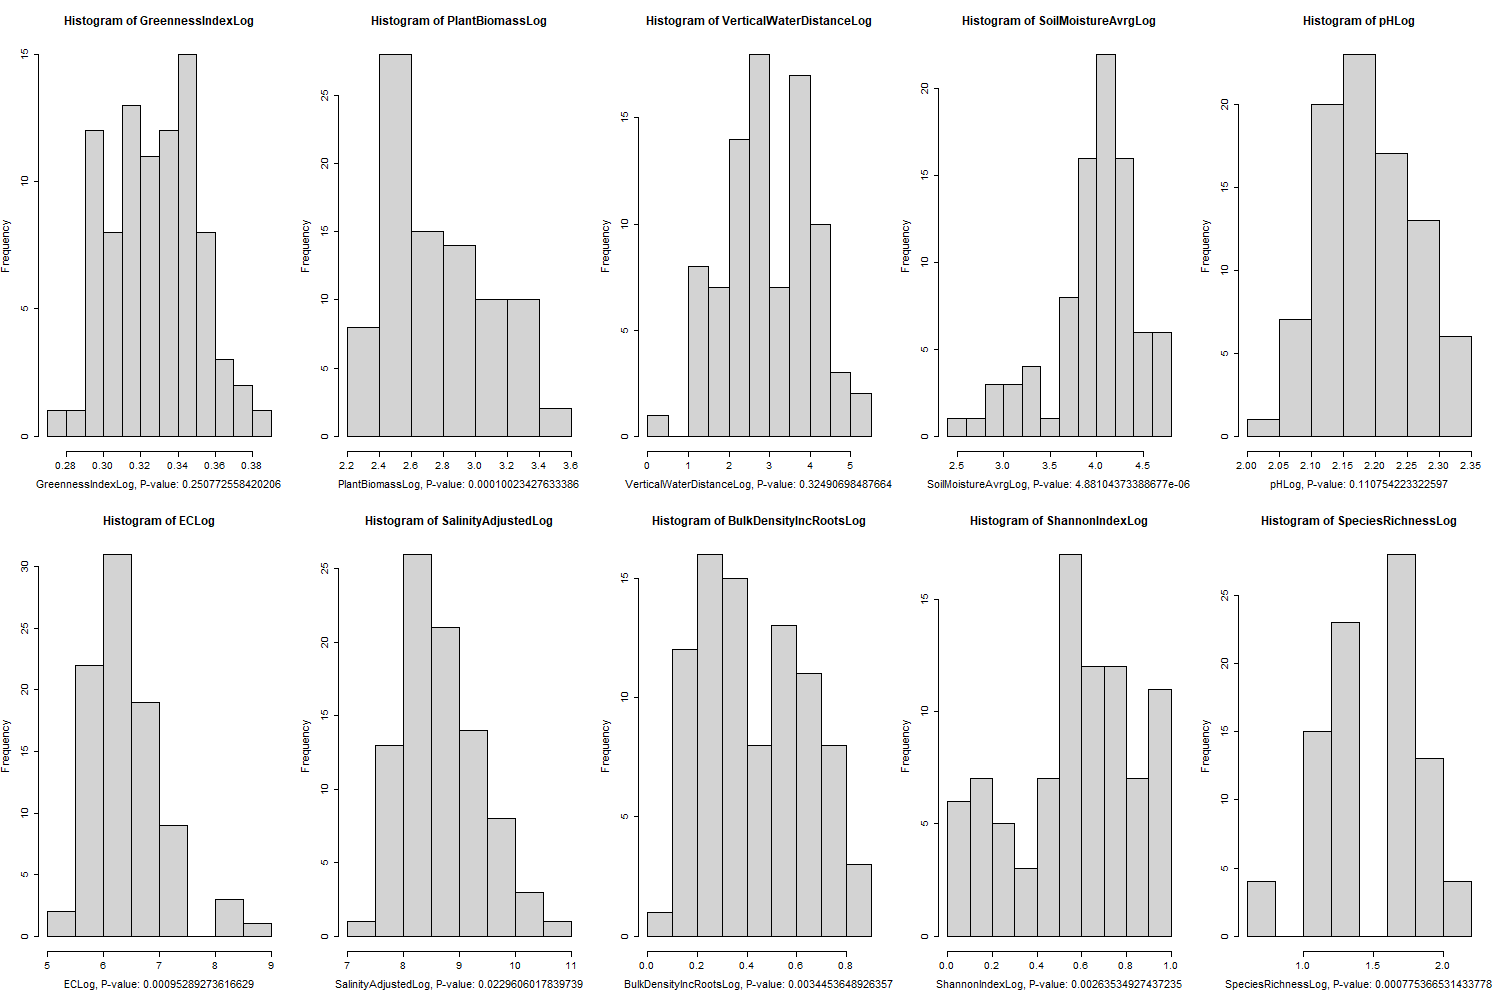 Histogram of GreennessIndexLog
Frequency
0 5 10 15
0.28 0.30 0.32 0.34 0.36 0.38
GreennessIndexLog, P-value: 0.250772558420206
Histogram of PlantBiomassLog
Frequency
0 5 10 15 20 25
2.2 2.4 2.6 2.8 3.0 3.2 3.4 3.6
PlantBiomassLog, P-value: 0.00010023427633386
Histogram of VerticalWaterDistanceLog
Frequency
0 5 10 15
0 1 2 3 4 5
VerticalWaterDistanceLog, P-value: 0.32490698487664
Histogram of SoilMoistureAvrgLog
Frequency
0 5 10 15 20
2.5 3.0 3.5 4.0 4.5
SoilMoistureAvrgLog, P-value: 4.88104373388677e-06
Histogram of pHLog
Frequency
0 5 10 15 20
2.00 2.05 2.10 2.15 2.20 2.25 2.30 2.35
pHLog, P-value: 0.110754223322597
Histogram of ECLog
Frequency
0 5 10 15 20 25 30
5 6 7 8 9
ECLog, P-value: 0.00095289273616629
Histogram of SalinityAdjustedLog
Frequency
0 5 10 15 20 25
7 8 9 10 11
SalinityAdjustedLog, P-value: 0.0229606017839739
Histogram of BulkDensityIncRootsLog
Frequency
0 5 10 15
0.0 0.2 0.4 0.6 0.8
BulkDensityIncRootsLog, P-value: 0.0034453648926357
Histogram of ShannonIndexLog
Frequency
0 5 10 15
0.0 0.2 0.4 0.6 0.8 1.0
ShannonIndexLog, P-value: 0.00263534927437235
Histogram of SpeciesRichnessLog
Frequency
0 5 10 15 20 25
1.0 1.5 2.0
SpeciesRichnessLog, P-value: 0.000775366531433778